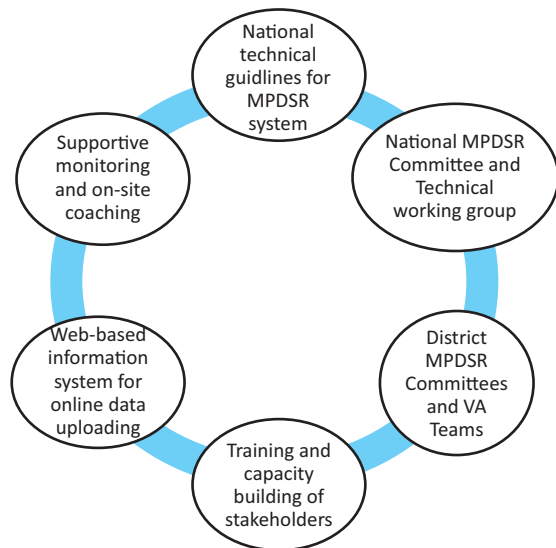 National
technical
guidlines for
MPDSR
system
National MPDSR
Committee and
Technical
working group
District
MPDSR
Committees
and VA
Teams
Training and
capacity
building of
stakeholders
Web-based
information
system for
online data
uploading
Supportive
monitoring
and on-site
coaching